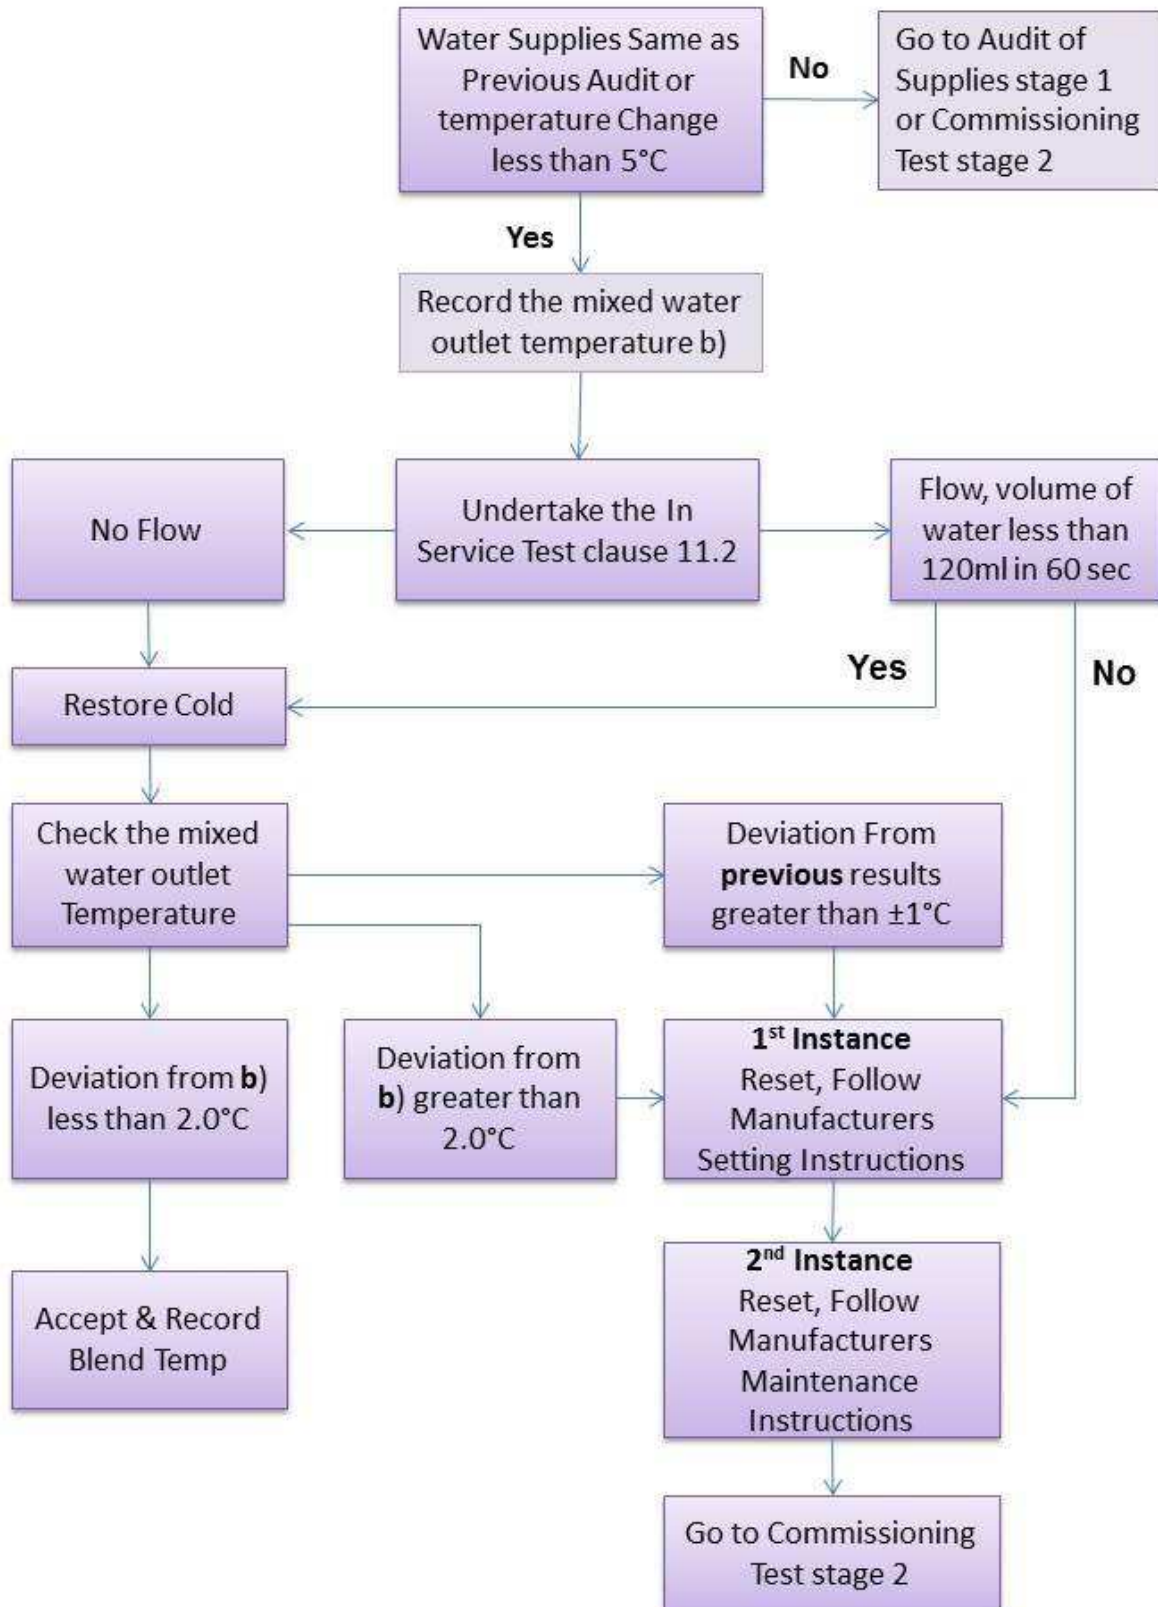 Water Supplies Same as
Previous Audit or
temperature Change
less than 5°C
No
Go to Audit of
Supplies stage 1
or Commissioning
Test stage 2
Yes
Record the mixed water
outlet temperature b)
No Flow
Undertake the In
Service Test clause 11.2
Flow, volume of
water less than
120ml in 60 sec
Yes
No
Restore Cold
Check the mixed
water outlet
Temperature
Deviation From
previous results
greater than ±1°C
Deviation from b)
less than 2.0°C
Deviation from
b) greater than
2.0°C
1st Instance
Reset, Follow
Manufacturers
Setting Instructions
2nd Instance
Reset, Follow
Manufacturers
Maintenance
Instructions
Accept & Record
Blend Temp
Go to Commissioning
Test stage 2